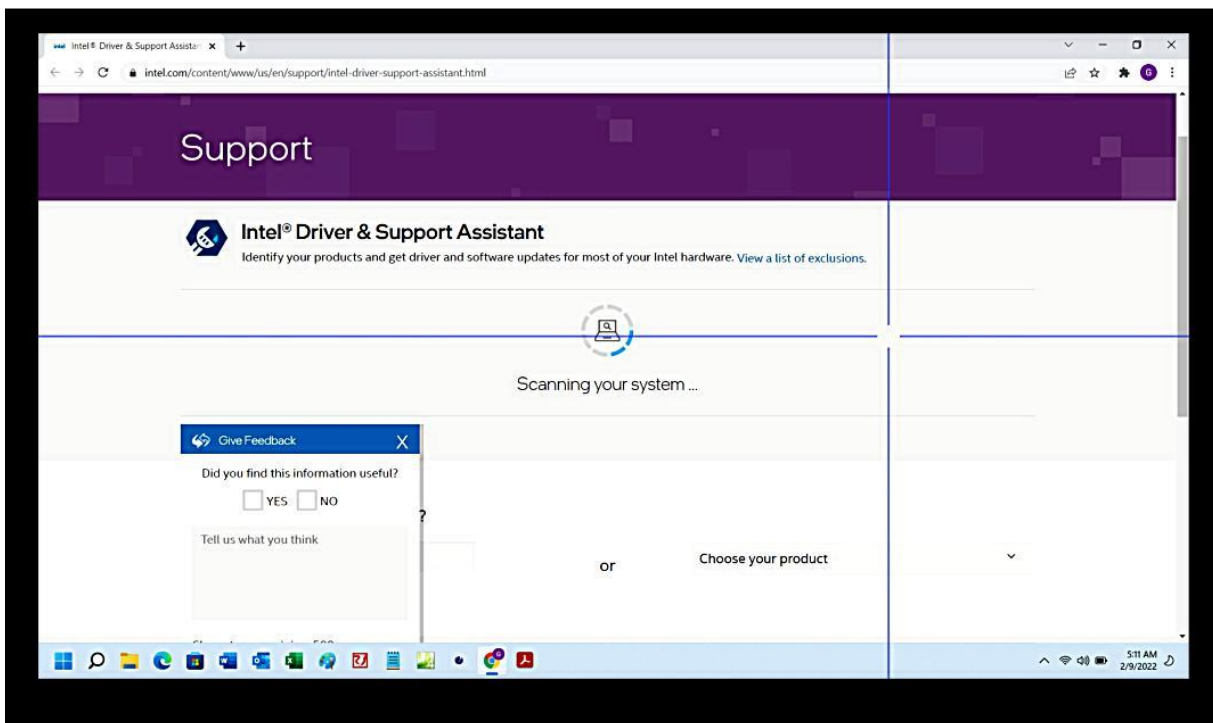 intel Intel® Driver & Support Assistan
intel.com/content/www/us/en/support/intel-driver-support-assistant.html
G
Support
Intel® Driver & Support Assistant
Identify your products and get driver and software updates for most of your Intel hardware. View a list of exclusions.
Scanning your system ...
Give Feedback X
Did you find this information useful?
YES NO
?
Tell us what you think
or
Choose your product
5:11 AM
2/9/2022